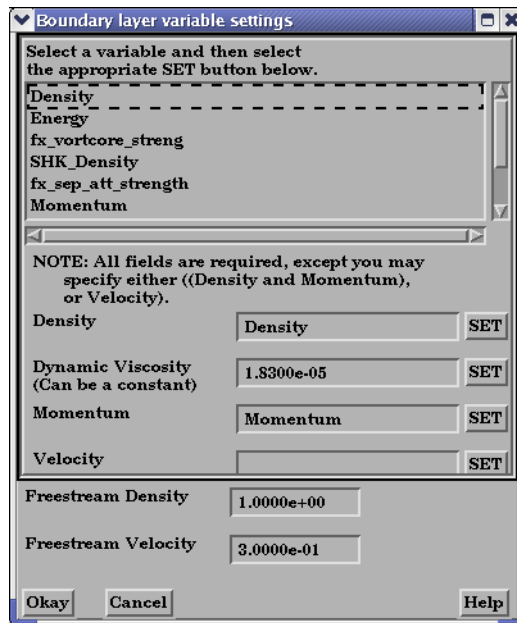 Boundary layer variable settings
Select a variable and then select
the appropriate SET button below.
Density
Energy
fx_vortcore_streng
SHK_Density
fx_sep_att_strength
Momentum
NOTE: All fields are required, except you may
specify either ((Density and Momentum),
or Velocity).
Density Density SET
Dynamic Viscosity
(Can be a constant) 1.8300e-05 SET
Momentum Momentum SET
Velocity SET
Freestream Density 1.0000e+00
Freestream Velocity 3.0000e-01
Okay Cancel Help